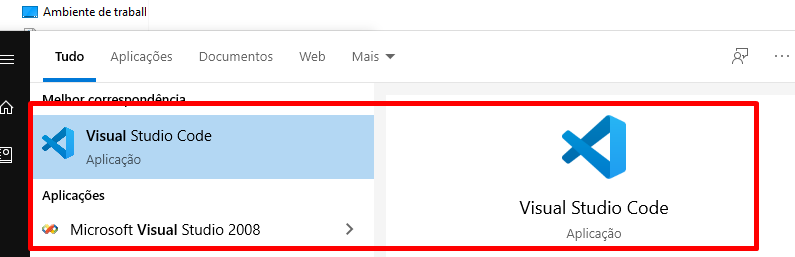 Ambiente de traball
Tudo Aplicações Documentos Web Mais
Melhor correspondência
Visual Studio Code
Aplicação
Aplicações
Microsoft Visual Studio 2008
Visual Studio Code
Aplicação